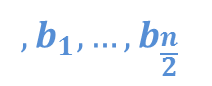 , b₁, …, bₙ⁄₂